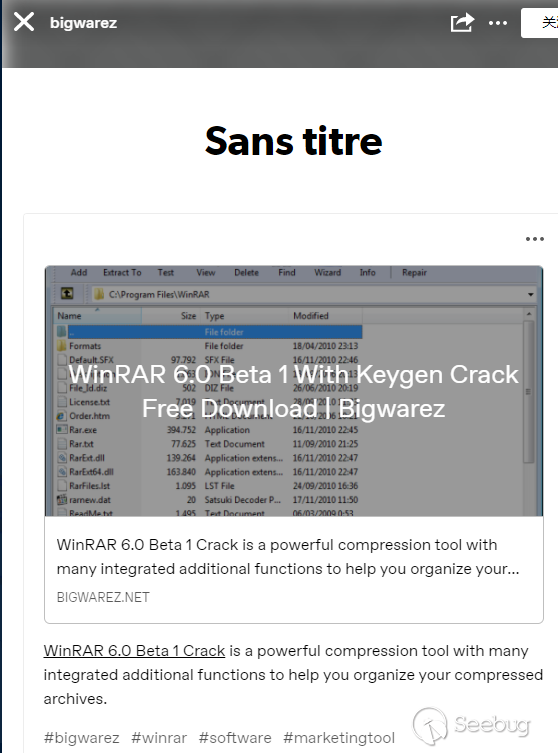 bigwarez
关
Sans titre
Add Extract To Test View Delete Find Wizard Info Repair
C:\Program Files\WinRAR
Name Size Type Modified
.. File folder
Formats File folder 18/04/2010 23:13
Default.SFX 97.792 SFX File 16/11/2010 22:46
WinRAR 6.0 Beta 1 With Keygen Crack
File_Id.diz 502 DIZ File 26/06/2010 20:19
License.txt 7.019 Text Document
Free Download - Bigwarez
Order.htm
Rar.exe 394.752 Application 16/11/2010 22:46
Rar.txt 77.625 Text Document 11/09/2010 21:25
RarExt.dll 139.264 Application extens... 16/11/2010 22:47
RarExt64.dll 163.840 Application extens... 16/11/2010 22:47
RarFiles.lst 1.095 LST File 24/09/2010 16:36
rarnew.dat 20 Satsuki Decoder P... 17/11/2010 11:50
ReadMe.txt 1.495 Text Document 06/03/2009 0:53
WinRAR 6.0 Beta 1 Crack is a powerful compression tool with
many integrated additional functions to help you organize your...
BIGWAREZ.NET
WinRAR 6.0 Beta 1 Crack is a powerful compression tool with many
integrated additional functions to help you organize your compressed
archives.
#bigwarez #winrar #software #marketingtool
Seebug